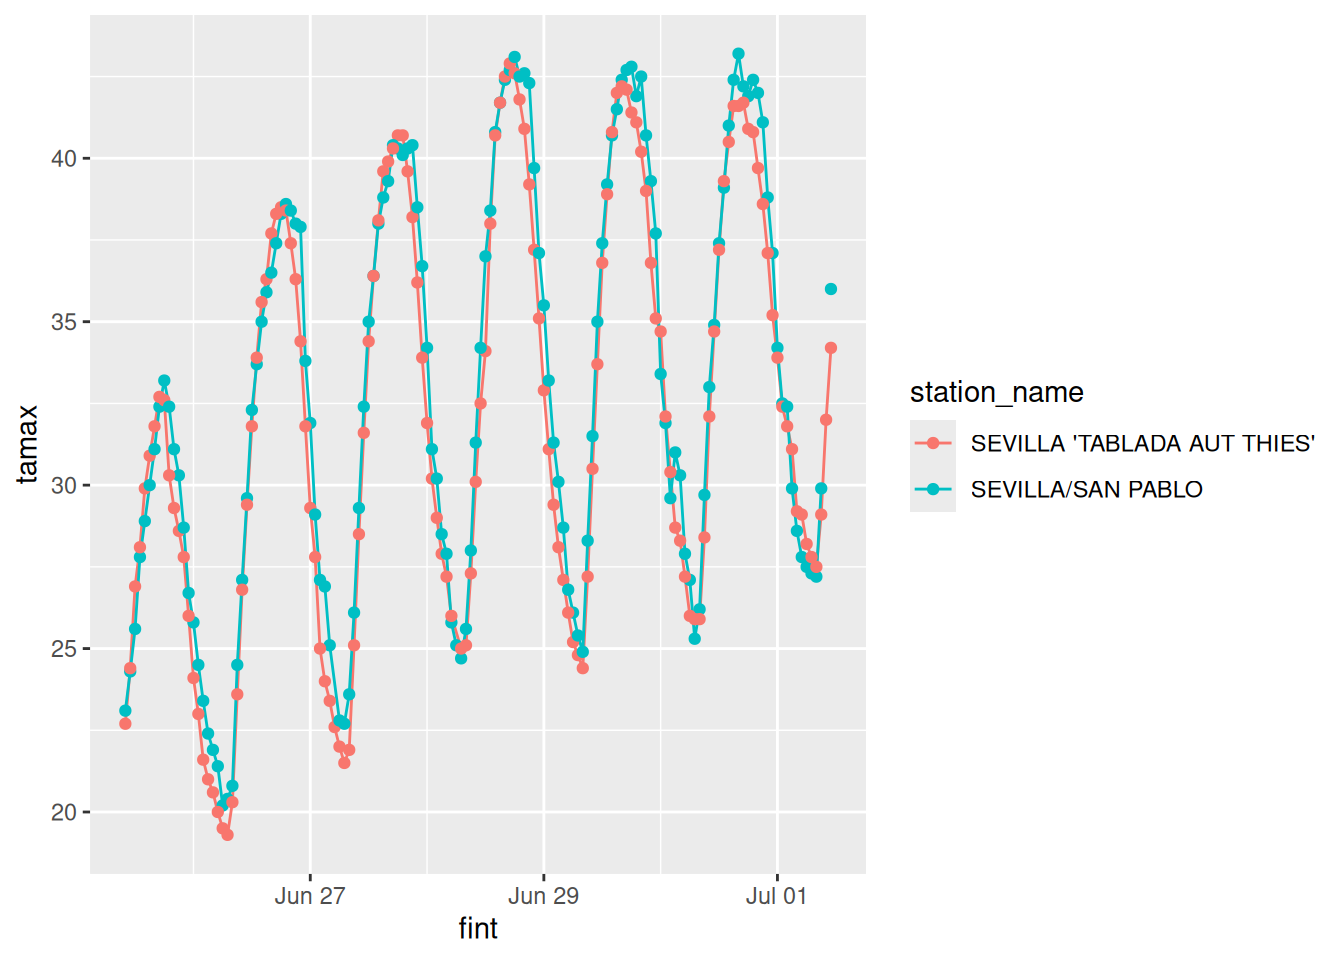 40
35
30
25
20
tamax
Jun 27
Jun 29
Jul 01
fint
station_name
SEVILLA 'TABLADA AUT THIES'
SEVILLA/SAN PABLO